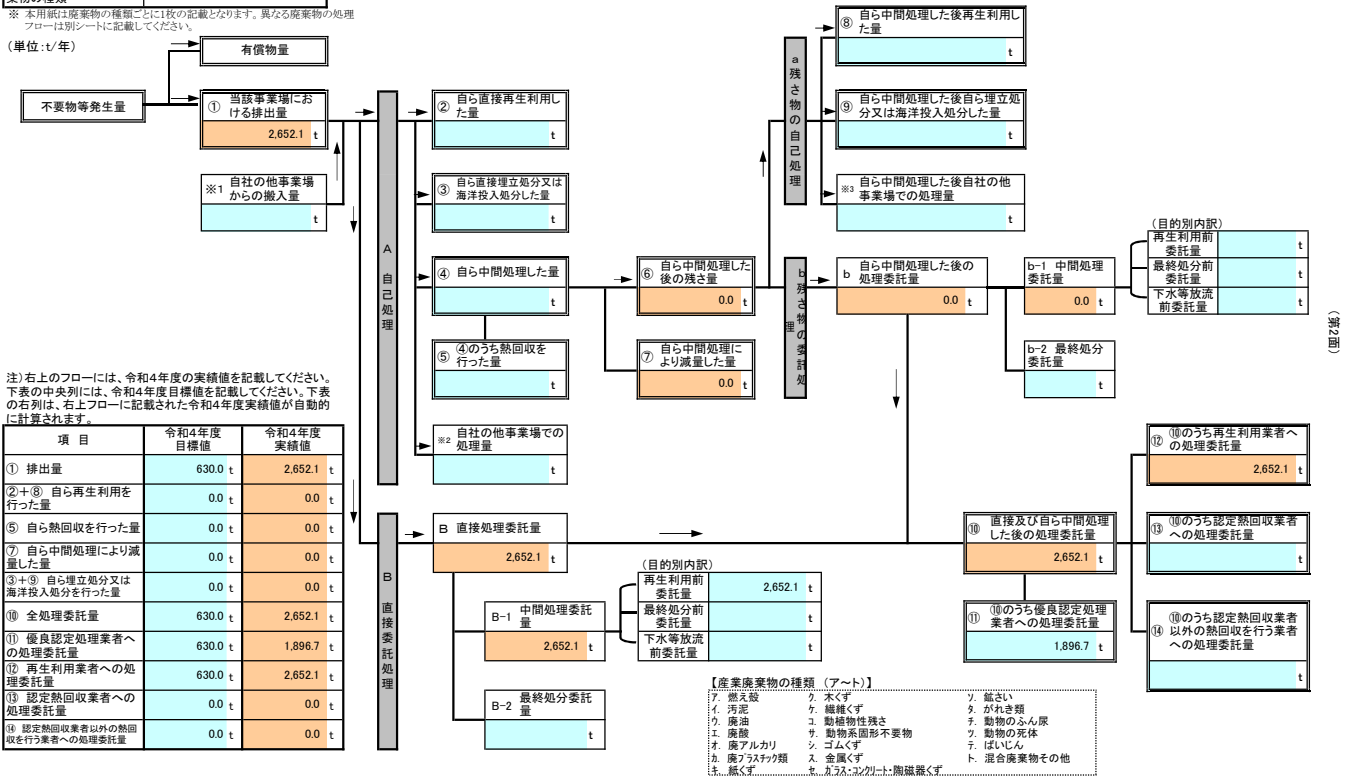 ※ 本用紙は廃棄物の種類ごとに1枚の記載となります。異なる廃棄物の処理
フローは別シートに記載してください。
(単位:t/年)
有償物量
不要物等発生量
① 当該事業場にお
ける排出量
2,652.1 t
※1 自社の他事業場
からの搬入量
t
A 自己処理
② 自ら直接再生利用し
た量
t
③ 自ら直接埋立処分又は
海洋投入処分した量
t
④ 自ら中間処理した量
t
⑤ ④のうち熱回収を
行った量
t
※2 自社の他事業場での
処理量
t
⑥ 自ら中間処理した
後の残さ量
0.0 t
⑦ 自ら中間処理によ
り減量した量
0.0 t
a 残さ物の自己処理
⑧ 自ら中間処理した後再生利用し
た量
t
⑨ 自ら中間処理した後自ら埋立処
分又は海洋投入処分した量
t
※3 自ら中間処理した後自社の他
事業場での処理量
t
b 残さ物の委託処理
b 自ら中間処理した後の
処理委託量
0.0 t
b-1 中間処理
委託量
0.0 t
(目的別内訳)
再生利用前
委託量 t
最終処分前
委託量 t
下水等放流
前委託量 t
b-2 最終処分
委託量
t
(第2面)
注)右上のフローには、令和4年度の実績値を記載してください。
下表の中央列には、令和4年度目標値を記載してください。下表
の右列は、右上フローに記載された令和4年度実績値が自動的
に計算されます。
項 目 令和4年度目標値 令和4年度実績値
① 排出量 630.0 t 2,652.1 t
②+⑧ 自ら再生利用を
行った量 0.0 t 0.0 t
⑤ 自ら熱回収を行った量 0.0 t 0.0 t
⑦ 自ら中間処理により減
量した量 0.0 t 0.0 t
③+⑨ 自ら埋立処分又は
海洋投入処分を行った量 0.0 t 0.0 t
⑩ 全処理委託量 630.0 t 2,652.1 t
⑪ 優良認定処理業者へ
の処理委託量 630.0 t 1,896.7 t
⑫ 再生利用業者への処
理委託量 630.0 t 2,652.1 t
⑬ 認定熱回収業者への
処理委託量 0.0 t 0.0 t
⑭ 認定熱回収業者以外の熱回
収を行う業者への処理委託量 0.0 t 0.0 t
B 直接委託処理
B 直接処理委託量
2,652.1 t
B-1 中間処理委託
量
2,652.1 t
(目的別内訳)
再生利用前
委託量 2,652.1 t
最終処分前
委託量 t
下水等放流
前委託量 t
B-2 最終処分委託
量
t
⑩ 直接及び自ら中間処理
した後の処理委託量
2,652.1 t
⑪ ⑩のうち優良認定処理
業者への処理委託量
1,896.7 t
⑫ ⑩のうち再生利用業者へ
の処理委託量
2,652.1 t
⑬ ⑩のうち認定熱回収業者
への処理委託量
t
⑭ ⑩のうち認定熱回収業者
以外の熱回収を行う業者
への処理委託量
t
【産業廃棄物の種類 (ア~ト)】
ア. 燃え殻 ク. 木くず ソ. 鉱さい
イ. 汚泥 ケ. 繊維くず タ. がれき類
ウ. 廃油 コ. 動植物性残さ チ. 動物のふん尿
エ. 廃酸 サ. 動物系固形不要物 ツ. 動物の死体
オ. 廃アルカリ シ. ゴムくず テ. ばいじん
カ. 廃プラスチック類 ス. 金属くず ト. 混合廃棄物その他
キ. 紙くず セ. ガラス・コンクリート・陶磁器くず